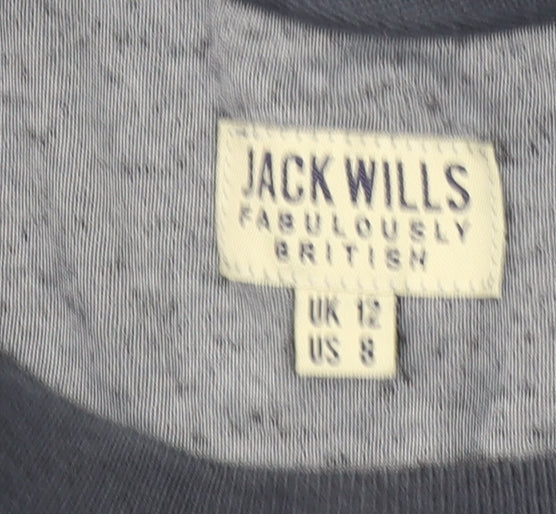 JACK WILLS
FABULOUSLY
BRITISH
UK 12
US 8